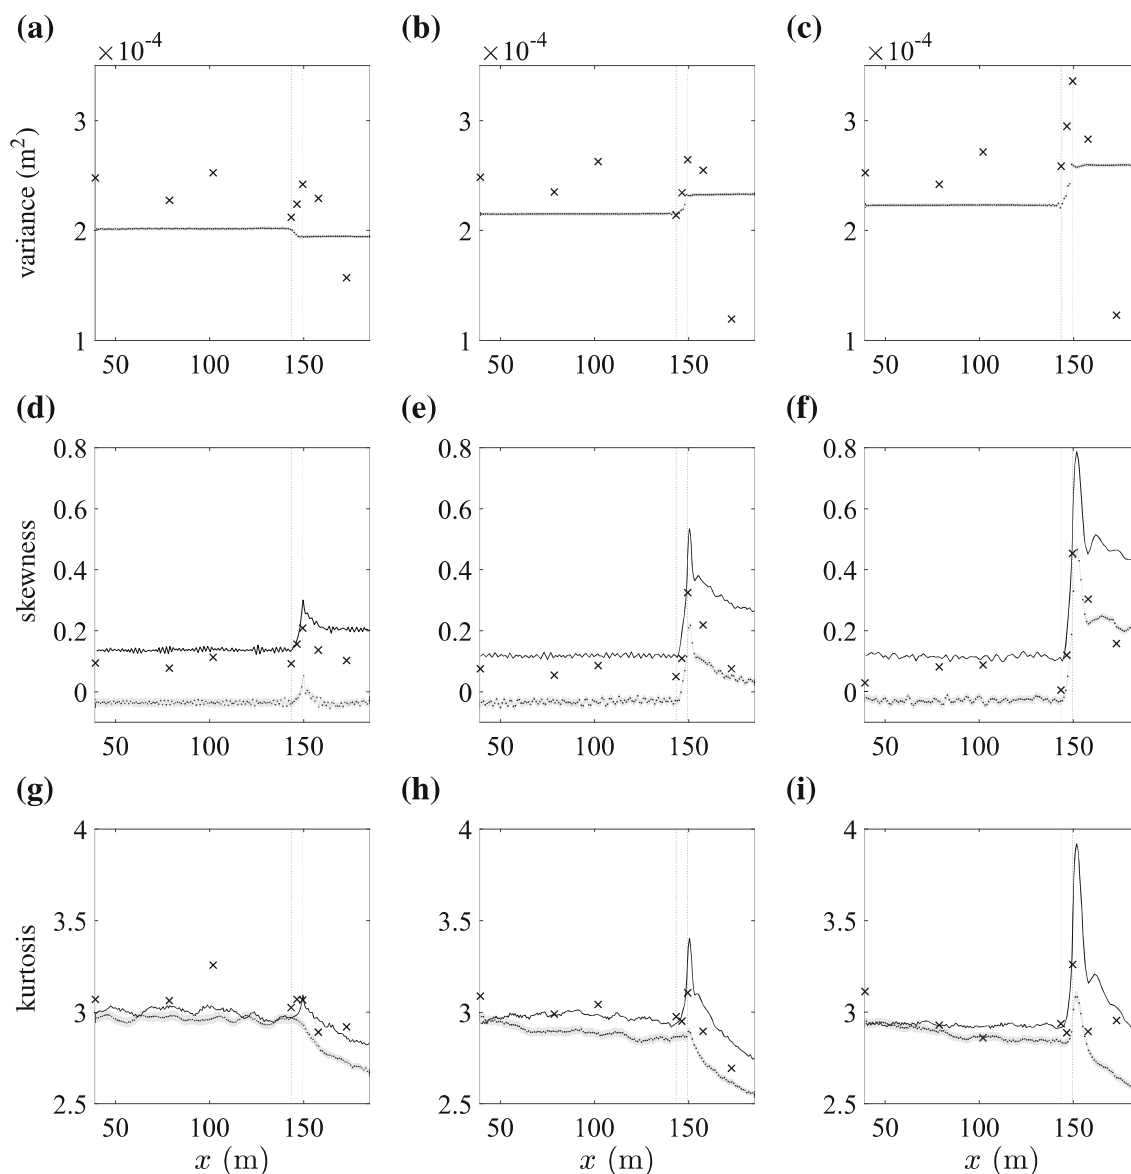 (a) (b) (c)
×10⁻⁴ ×10⁻⁴ ×10⁻⁴
3 3 3
variance (m²)
2 2 2
1 1 1
50 100 150 50 100 150 50 100 150
(d) (e) (f)
0.8 0.8 0.8
0.6 0.6 0.6
skewness
0.4 0.4 0.4
0.2 0.2 0.2
0 0 0
50 100 150 50 100 150 50 100 150
(g) (h) (i)
4 4 4
3.5 3.5 3.5
kurtosis
3 3 3
2.5 2.5 2.5
50 100 150 50 100 150 50 100 150
x (m) x (m) x (m)